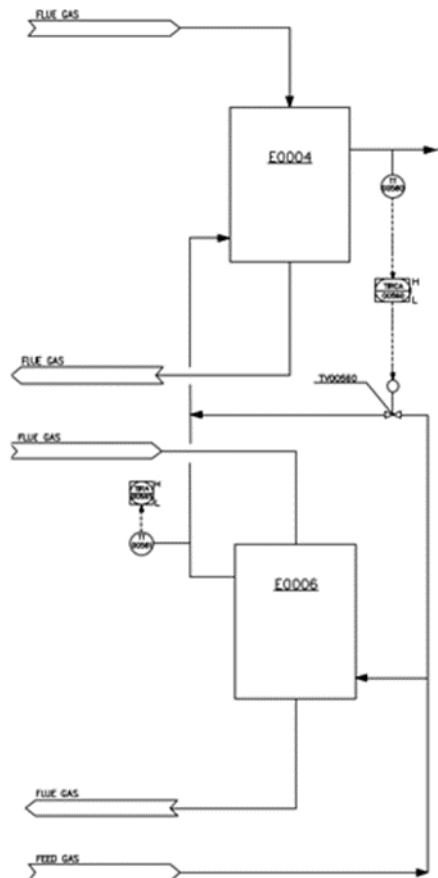 FLUE GAS
E0004
TT
00560
TIRCA
00560
H
L
FLUE GAS
TV00560
FLUE GAS
H
L
TT
E0006
FLUE GAS
FEED GAS